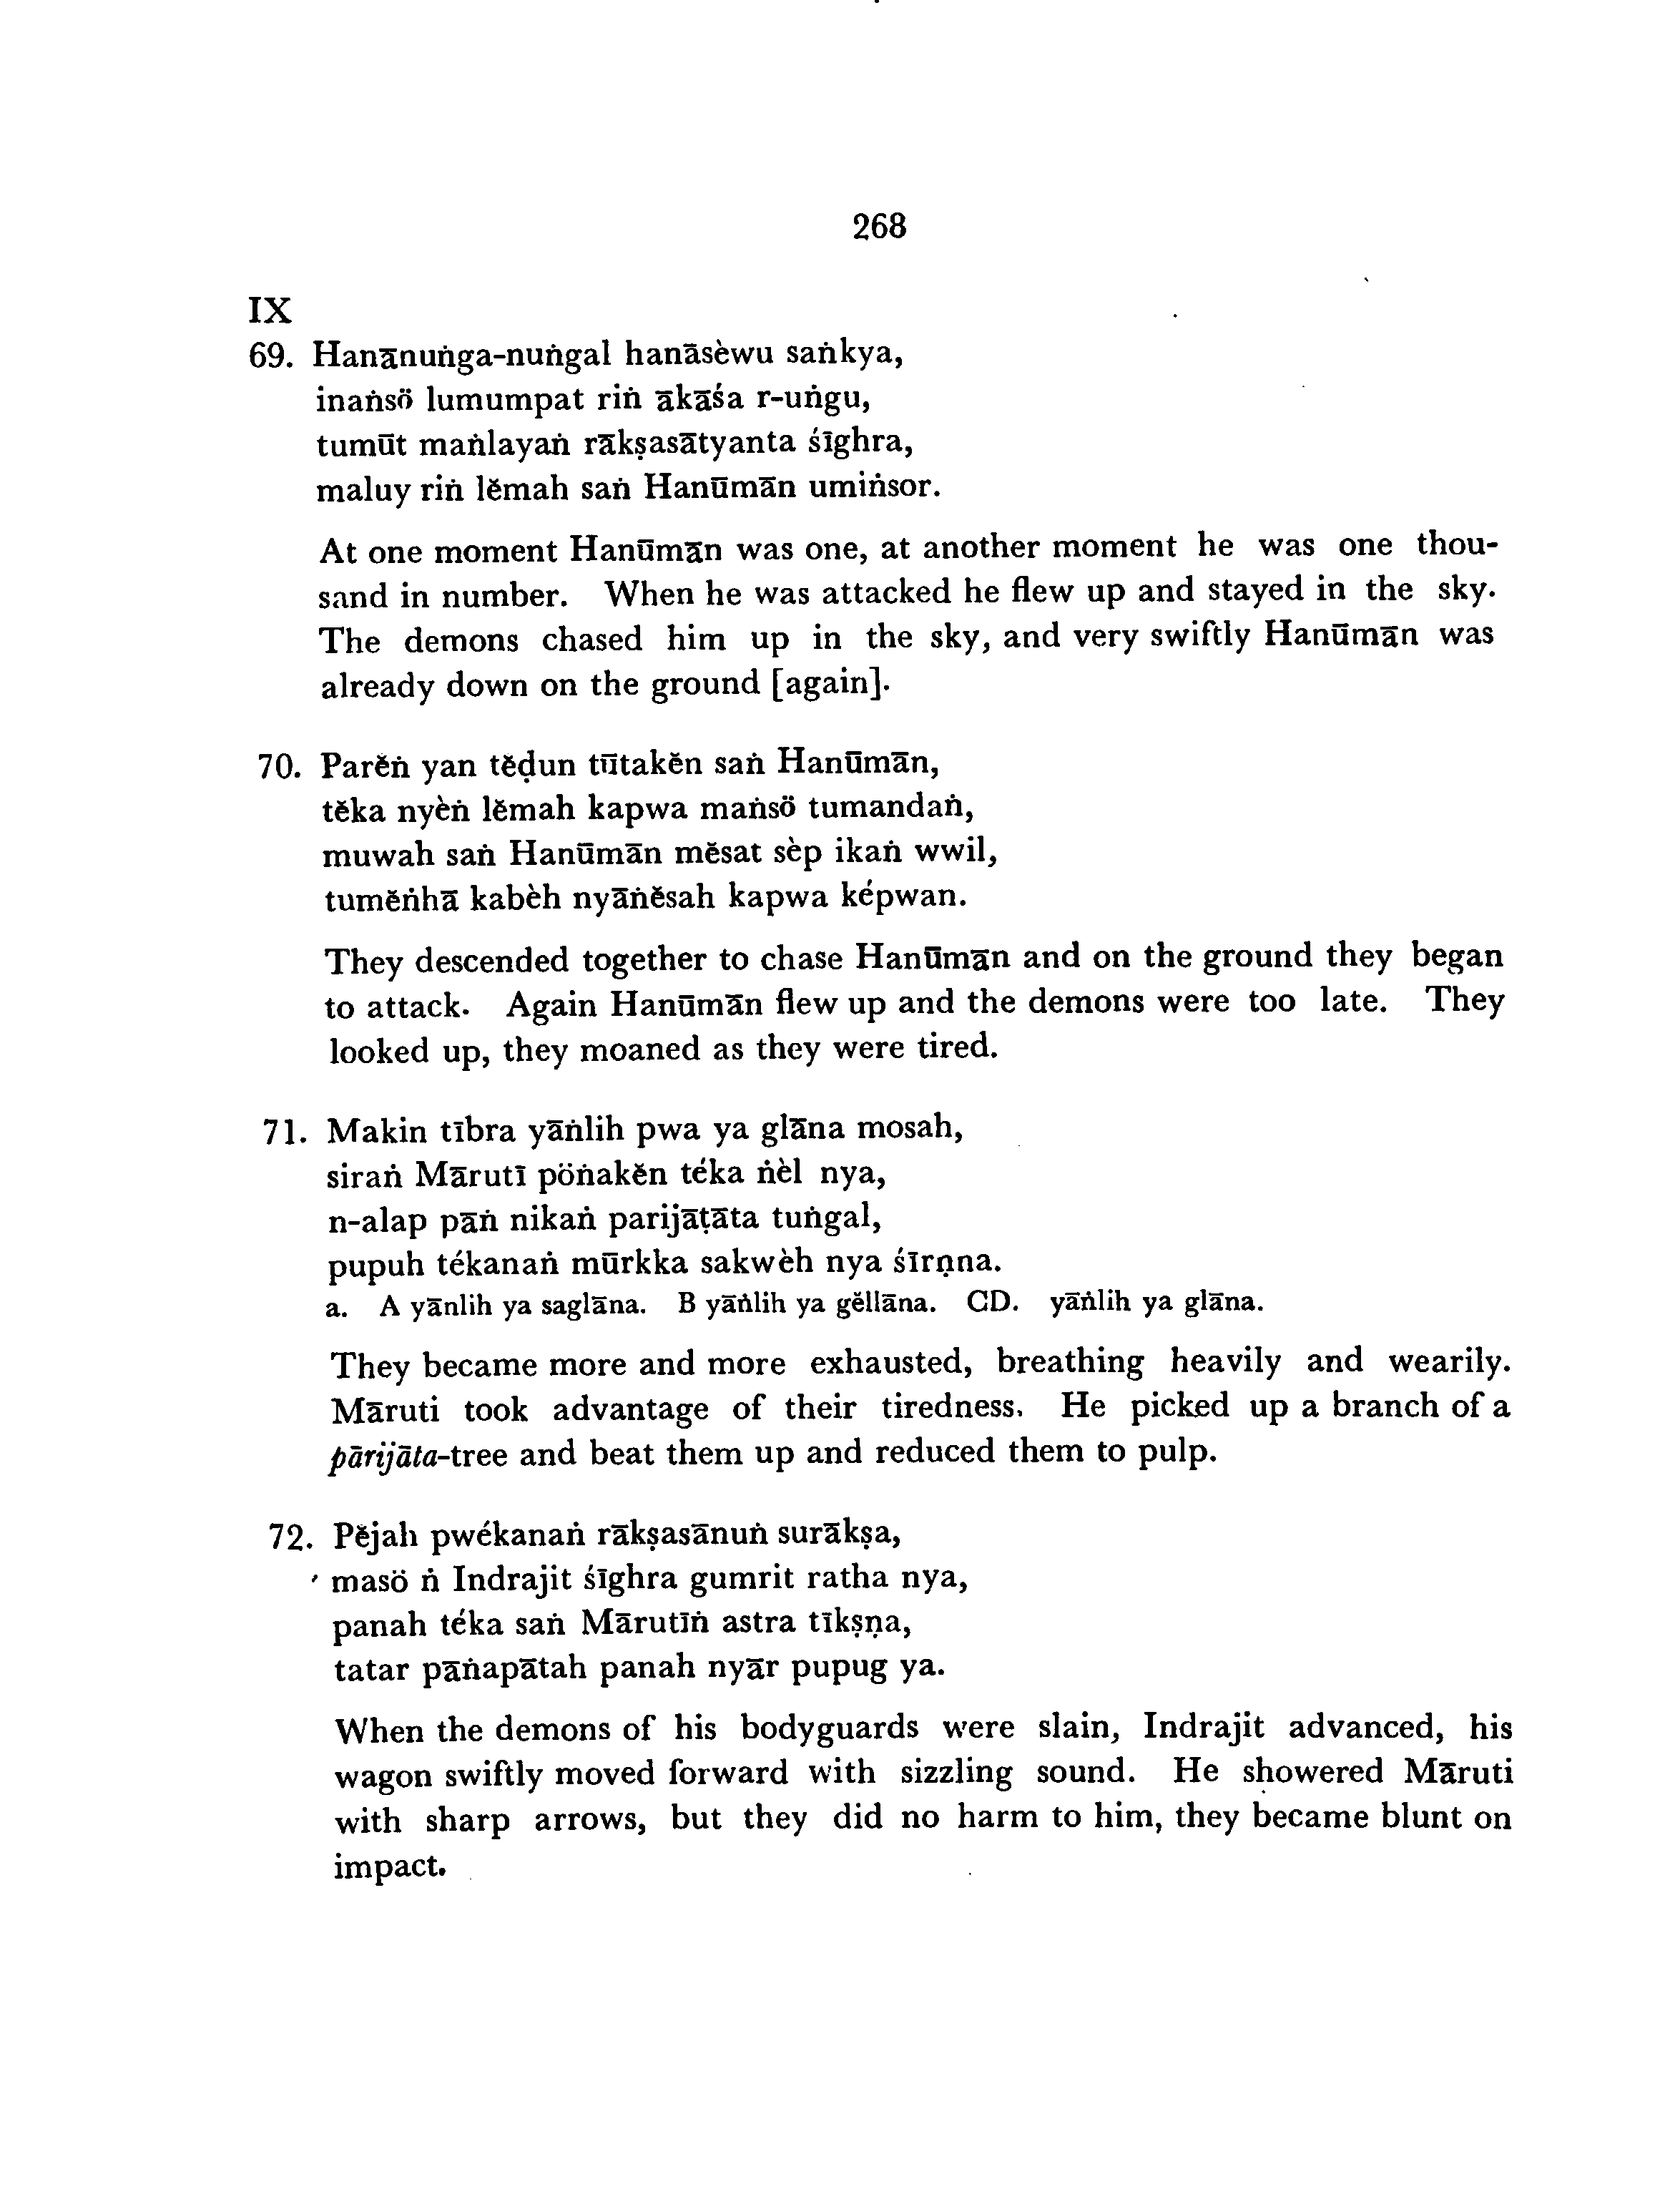 268
IX
69. Hanānuṅga-nuṅgal hanāsèwu saṅkya,
inaṅsö lumumpat riṅ ākāśa r-uṅgu,
tumūt maṅlayaṅ rākṣasātyanta śīghra,
maluy riṅ lĕmah saṅ Hanūmān umiṅsor.
At one moment Hanūmān was one, at another moment he was one thou-
sand in number. When he was attacked he flew up and stayed in the sky.
The demons chased him up in the sky, and very swiftly Hanūmān was
already down on the ground [again].
70. Parĕṅ yan tĕḍun tūtakĕn saṅ Hanūmān,
tĕka nyèṅ lĕmah kapwa maṅsö tumandaṅ,
muwah saṅ Hanūmān mĕsat sèp ikaṅ wwil,
tumĕṅhā kabèh nyāṅĕsah kapwa képwan.
They descended together to chase Hanūmān and on the ground they began
to attack. Again Hanūmān flew up and the demons were too late. They
looked up, they moaned as they were tired.
71. Makin tībra yāṅlih pwa ya glāna mosah,
siraṅ Mārutī pöṅakĕn téka ṅèl nya,
n-alap pāṅ nikaṅ parijāṭāta tuṅgal,
pupuh tékanaṅ mūrkka sakwèh nya śīrṇna.
a. A yānlih ya saglāna. B yāṅlih ya gĕllāna. CD. yāṅlih ya glāna.
They became more and more exhausted, breathing heavily and wearily.
Māruti took advantage of their tiredness. He picked up a branch of a
pārijāta-tree and beat them up and reduced them to pulp.
72. Pĕjah pwékanaṅ rākṣasānuṅ surākṣa,
masö ṅ Indrajit śīghra gumrit ratha nya,
panah téka saṅ Mārutīṅ astra tīkṣṇa,
tatar pāṅapātah panah nyār pupug ya.
When the demons of his bodyguards were slain, Indrajit advanced, his
wagon swiftly moved forward with sizzling sound. He showered Māruti
with sharp arrows, but they did no harm to him, they became blunt on
impact.